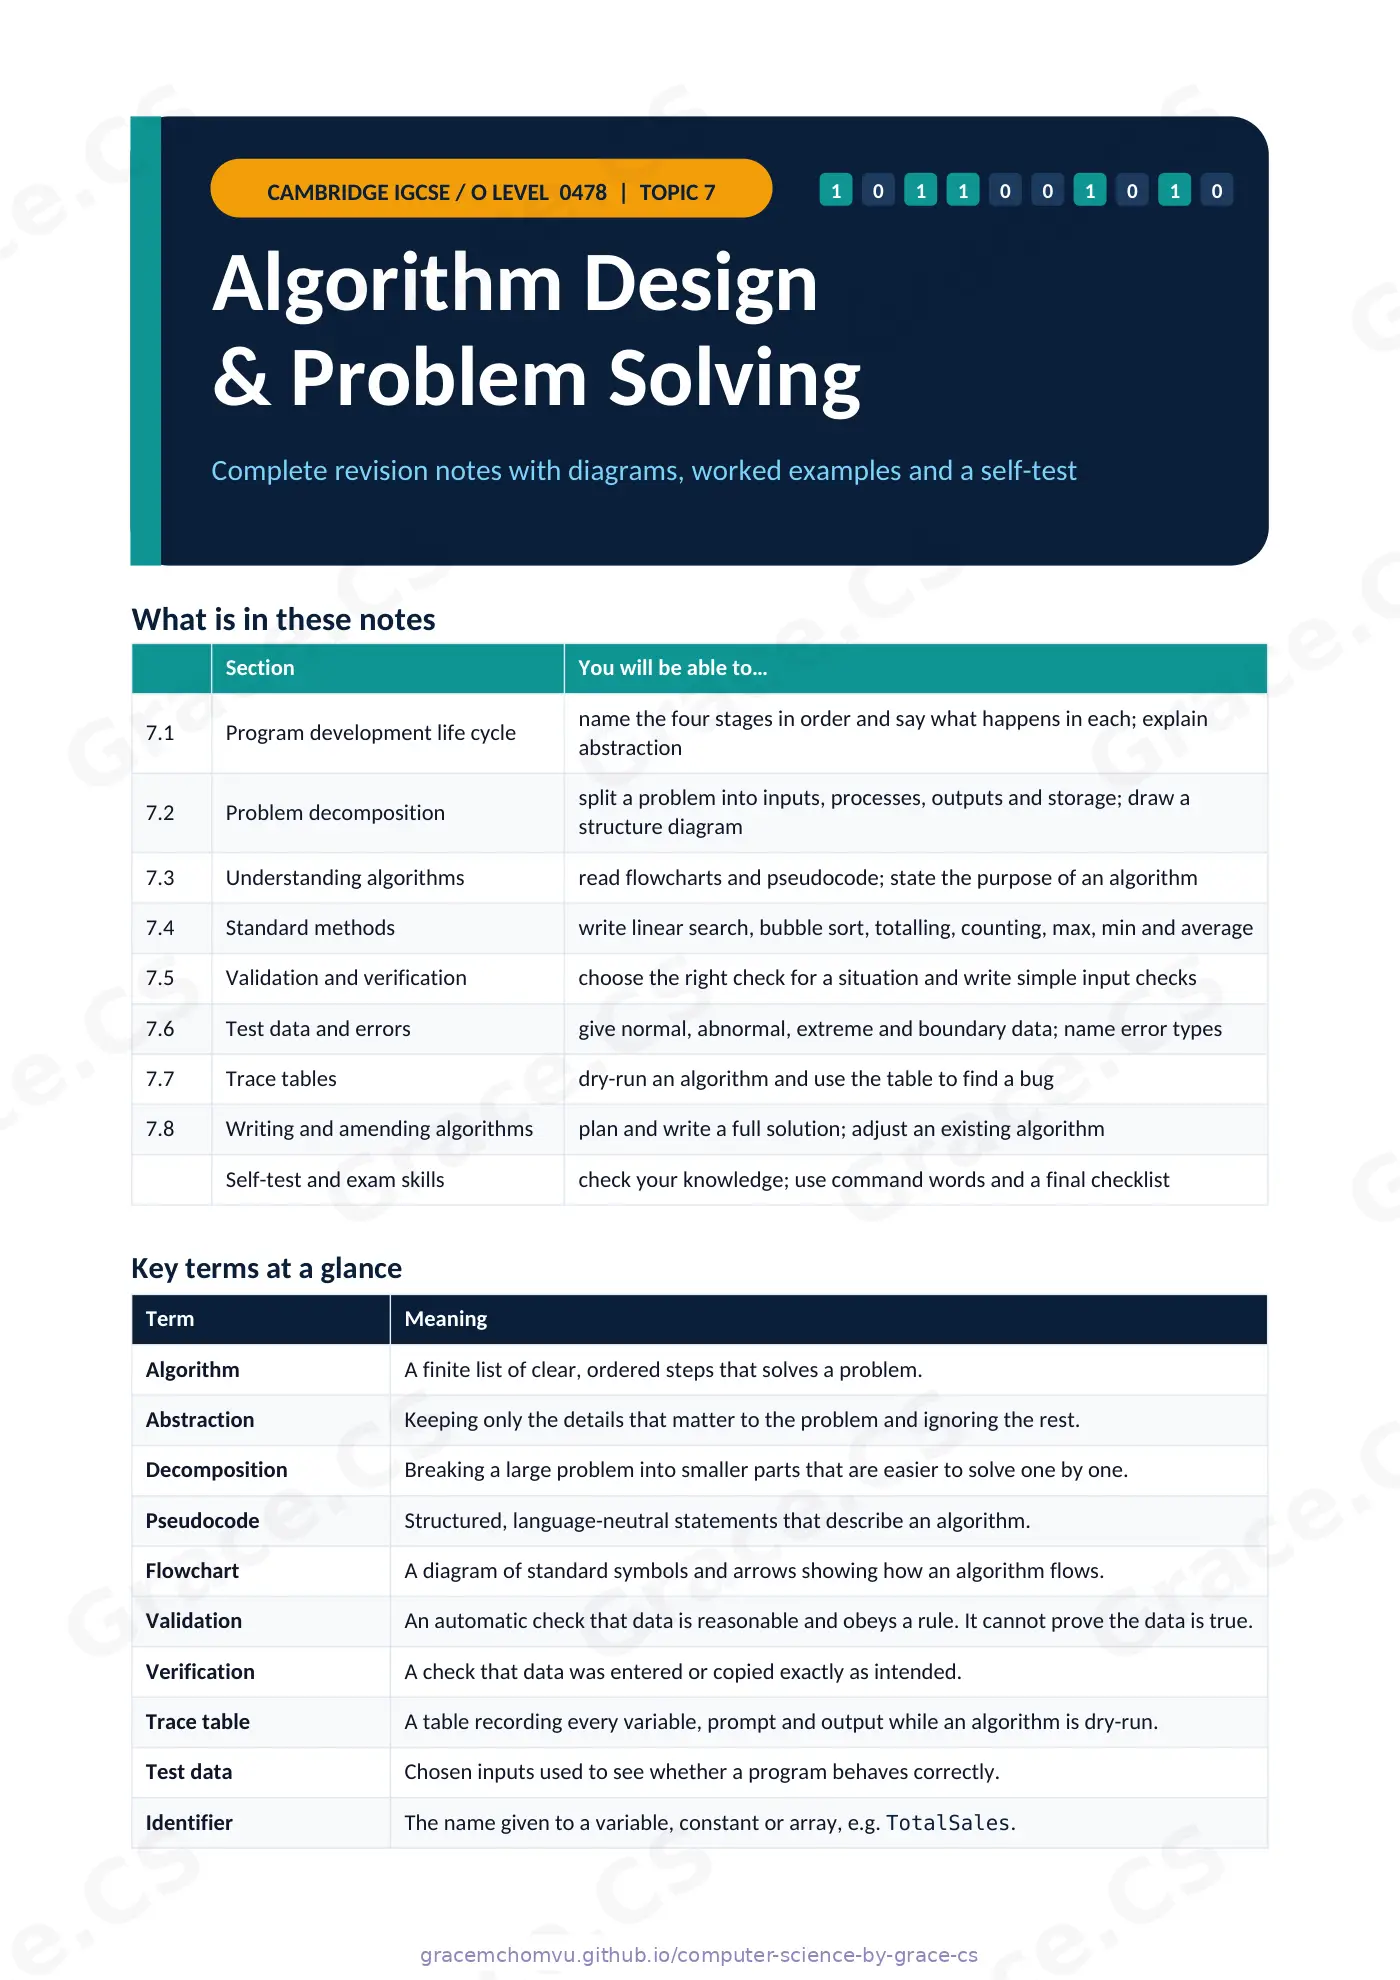 CAMBRIDGE IGCSE / O LEVEL 0478 | TOPIC 7
1 0 1 1 0 0 1 0 1 0
Algorithm Design
& Problem Solving
Complete revision notes with diagrams, worked examples and a self-test
What is in these notes
Section You will be able to...
7.1 Program development life cycle name the four stages in order and say what happens in each; explain
abstraction
7.2 Problem decomposition split a problem into inputs, processes, outputs and storage; draw a
structure diagram
7.3 Understanding algorithms read flowcharts and pseudocode; state the purpose of an algorithm
7.4 Standard methods write linear search, bubble sort, totalling, counting, max, min and average
7.5 Validation and verification choose the right check for a situation and write simple input checks
7.6 Test data and errors give normal, abnormal, extreme and boundary data; name error types
7.7 Trace tables dry-run an algorithm and use the table to find a bug
7.8 Writing and amending algorithms plan and write a full solution; adjust an existing algorithm
Self-test and exam skills check your knowledge; use command words and a final checklist
Key terms at a glance
Term Meaning
Algorithm A finite list of clear, ordered steps that solves a problem.
Abstraction Keeping only the details that matter to the problem and ignoring the rest.
Decomposition Breaking a large problem into smaller parts that are easier to solve one by one.
Pseudocode Structured, language-neutral statements that describe an algorithm.
Flowchart A diagram of standard symbols and arrows showing how an algorithm flows.
Validation An automatic check that data is reasonable and obeys a rule. It cannot prove the data is true.
Verification A check that data was entered or copied exactly as intended.
Trace table A table recording every variable, prompt and output while an algorithm is dry-run.
Test data Chosen inputs used to see whether a program behaves correctly.
Identifier The name given to a variable, constant or array, e.g. TotalSales.
gracemchomvu.github.io/computer-science-by-grace-cs
Grace.CS